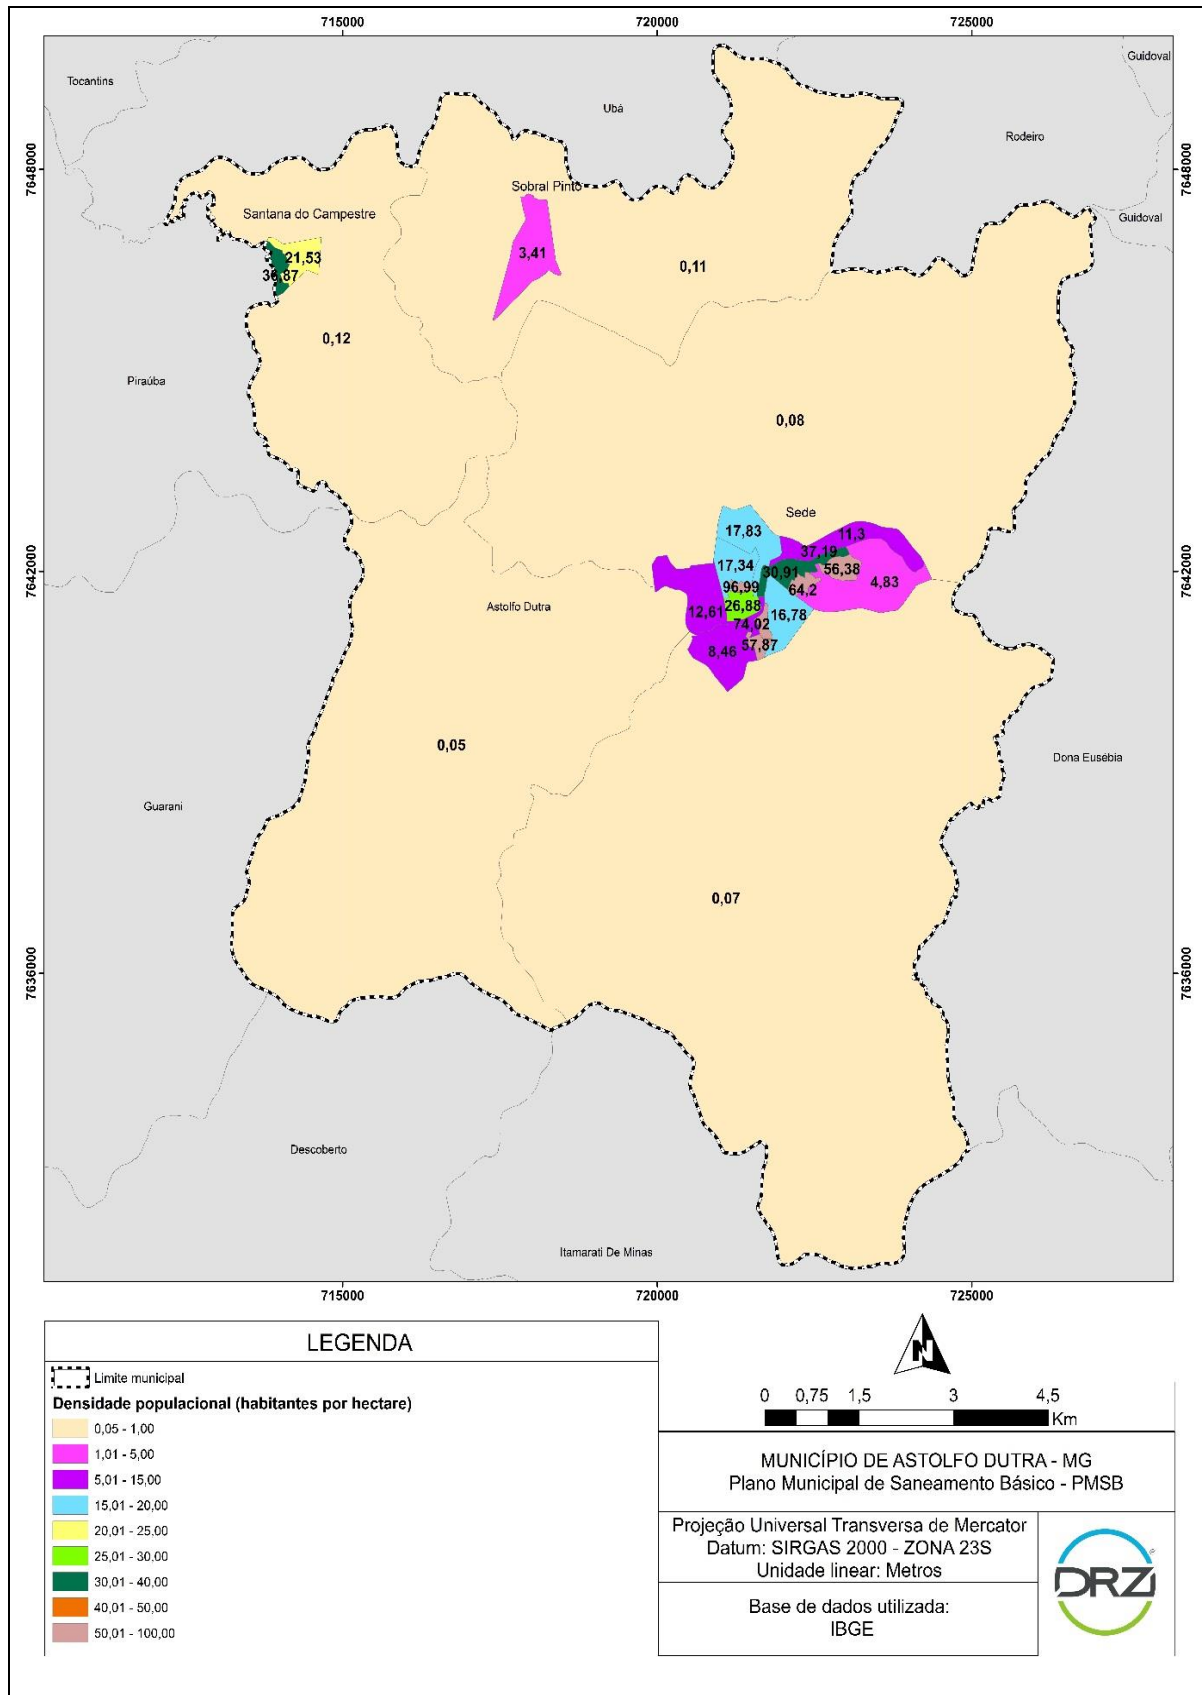 715000
720000
725000
Guidoval
Tocantins
Ubá
Rodeiro
7648000
7648000
Sobral Pinto
Santana do Campestre
Guidoval
21,53
3,41
36,87
0,11
0,12
Piraúba
0,08
17,83
Sede
11,3
37,19
7642000
7642000
17,34
30,91
56,38
4,83
96,99
64,2
Astolfo Dutra
12,61
26,88
16,78
74,02
8,46
57,87
0,05
Dona Eusébia
Guarani
0,07
7636000
7636000
Descoberto
Itamarati De Minas
715000
720000
725000
LEGENDA
Limite municipal
Densidade populacional (habitantes por hectare)
0,05 - 1,00
1,01 - 5,00
5,01 - 15,00
15,01 - 20,00
20,01 - 25,00
25,01 - 30,00
30,01 - 40,00
40,01 - 50,00
50,01 - 100,00
N
0 0,75 1,5 3 4,5
Km
MUNICÍPIO DE ASTOLFO DUTRA - MG
Plano Municipal de Saneamento Básico - PMSB
Projeção Universal Transversa de Mercator
Datum: SIRGAS 2000 - ZONA 23S
Unidade linear: Metros
Base de dados utilizada:
IBGE
DRZ